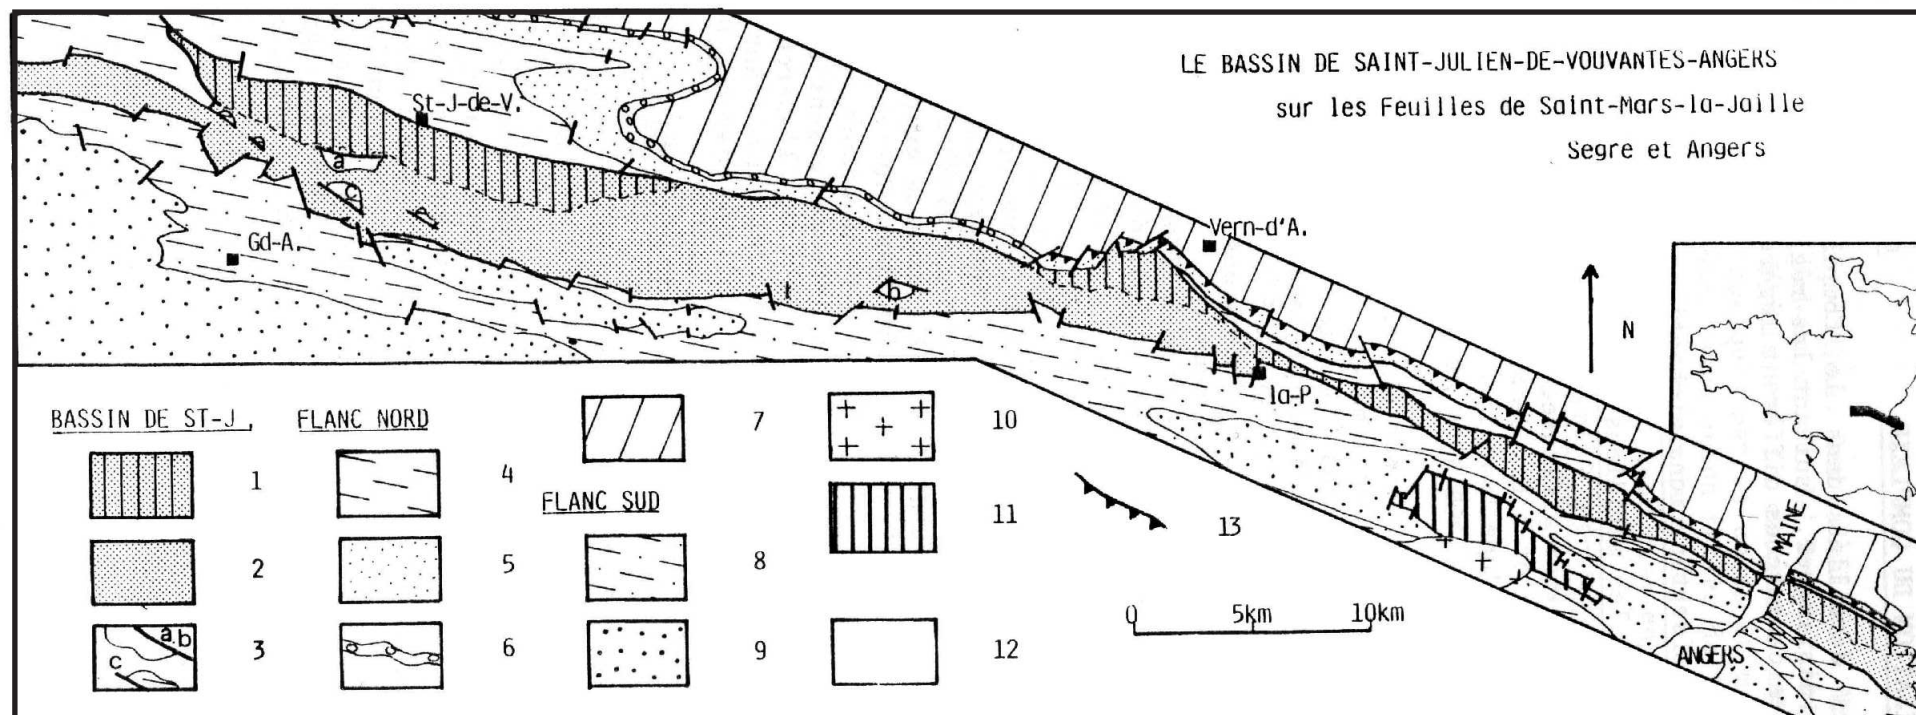 LE BASSIN DE SAINT-JULIEN-DE-VOUVANTES-ANGERS
sur les Feuilles de Saint-Mars-la-Jaille
Segre et Angers
St-J-de-V.
a
c
Gd-A.
b
Vern-d'A.
la-P.
N
MAINE
ANGERS
0 5km 10km
BASSIN DE ST-J.
1
2
a.b
c
3
FLANC NORD
4
5
6
7
FLANC SUD
8
9
10
11
12
13